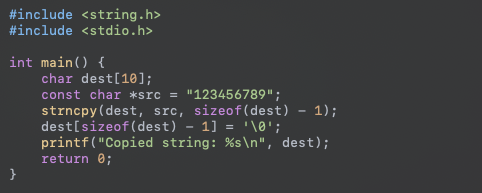 #include <string.h>
#include <stdio.h>

int main() {
    char dest[10];
    const char *src = "123456789";
    strncpy(dest, src, sizeof(dest) - 1);
    dest[sizeof(dest) - 1] = '\0';
    printf("Copied string: %s\n", dest);
    return 0;
}